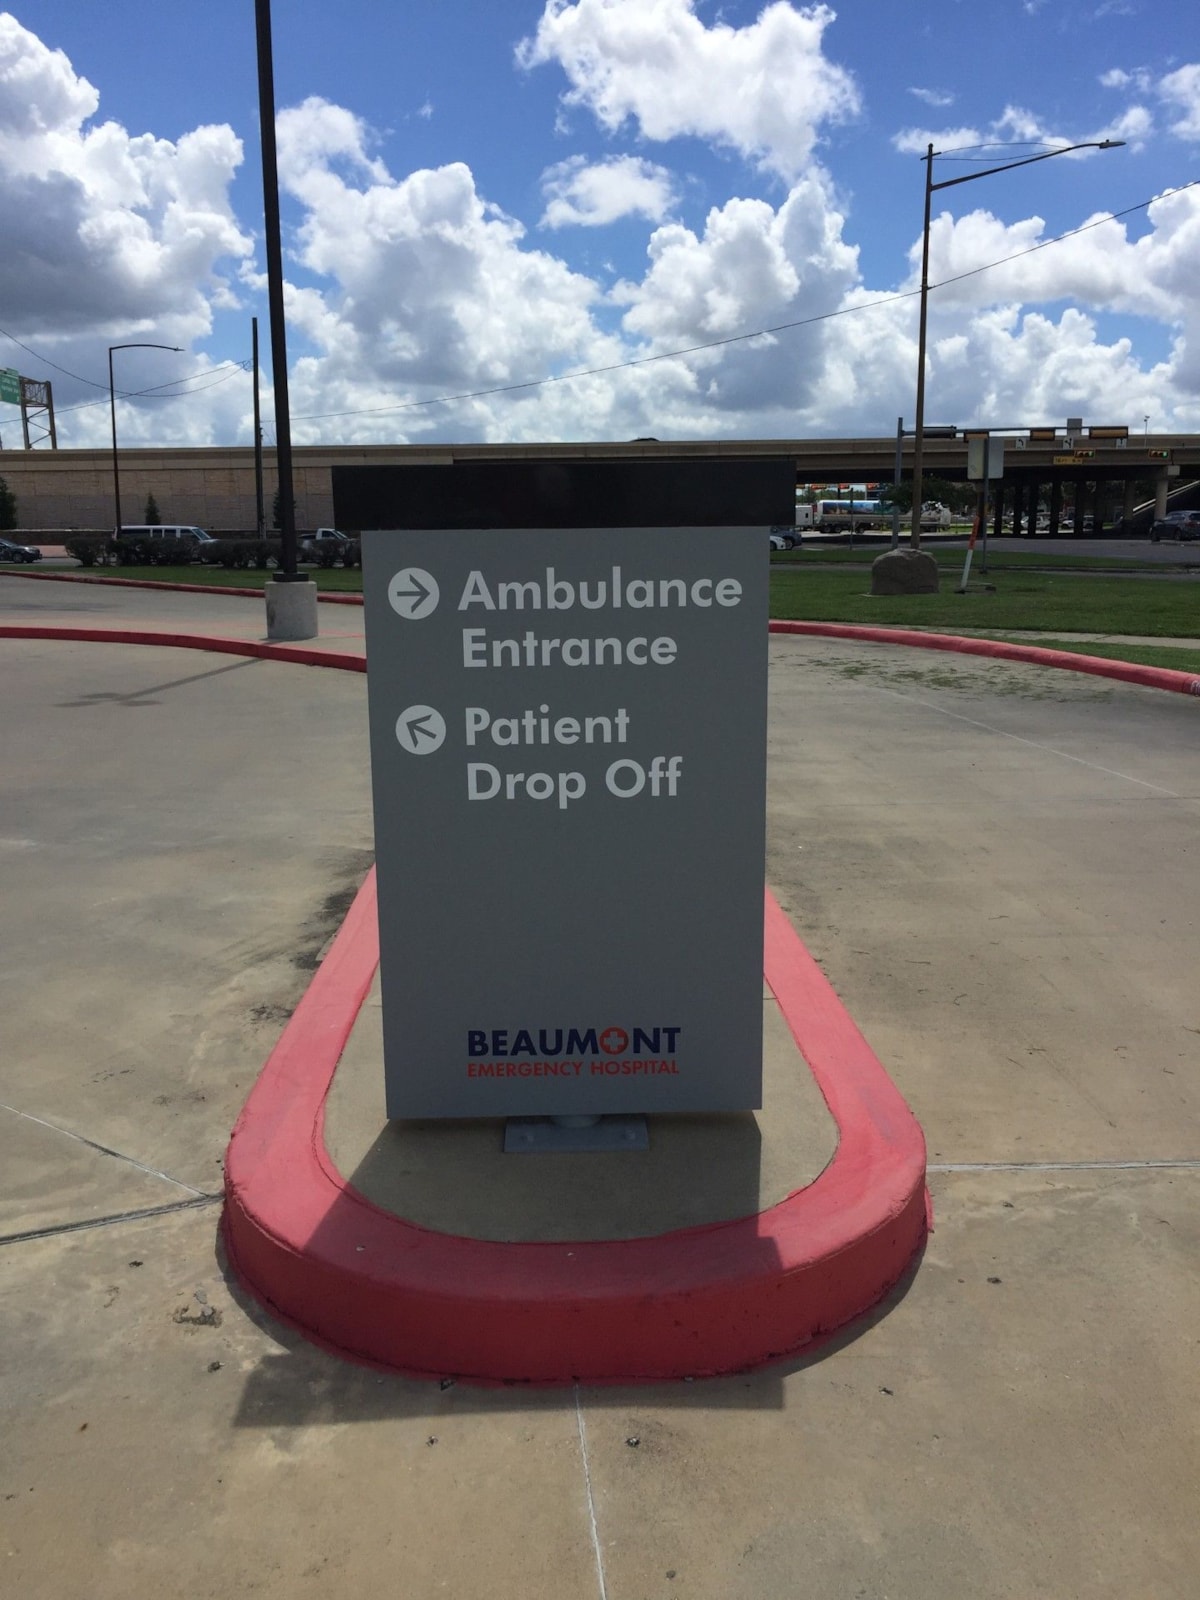 Ambulance
Entrance
Patient
Drop Off
BEAUMONT
EMERGENCY HOSPITAL